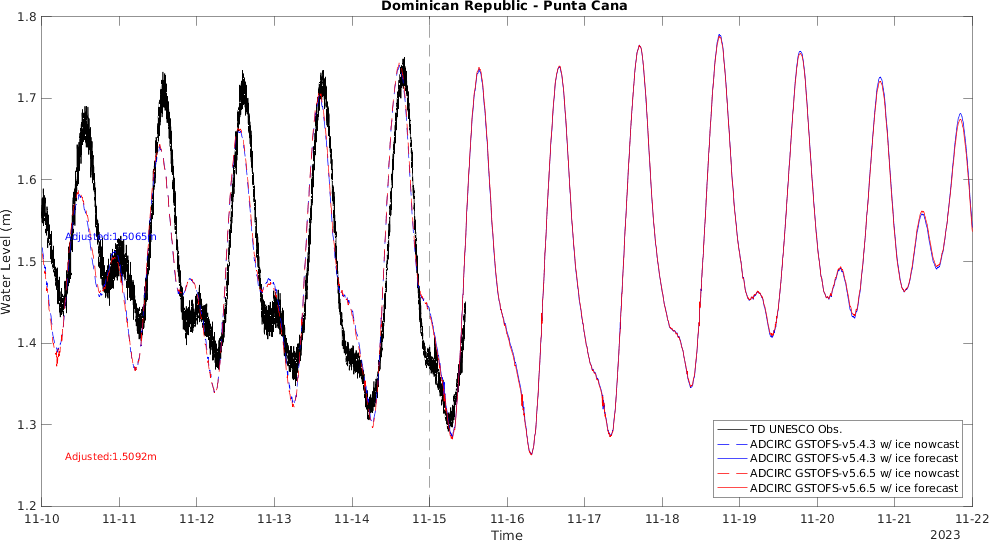 Dominican Republic - Punta Cana
1.8
1.7
1.6
1.5
1.4
1.3
1.2
Water Level (m)
Adjusted:1.5065m
Adjusted:1.5092m
TD UNESCO Obs.
ADCIRC GSTOFS-v5.4.3 w/ ice nowcast
ADCIRC GSTOFS-v5.4.3 w/ ice forecast
ADCIRC GSTOFS-v5.6.5 w/ ice nowcast
ADCIRC GSTOFS-v5.6.5 w/ ice forecast
11-10 11-11 11-12 11-13 11-14 11-15 11-16 11-17 11-18 11-19 11-20 11-21 11-22
Time
2023